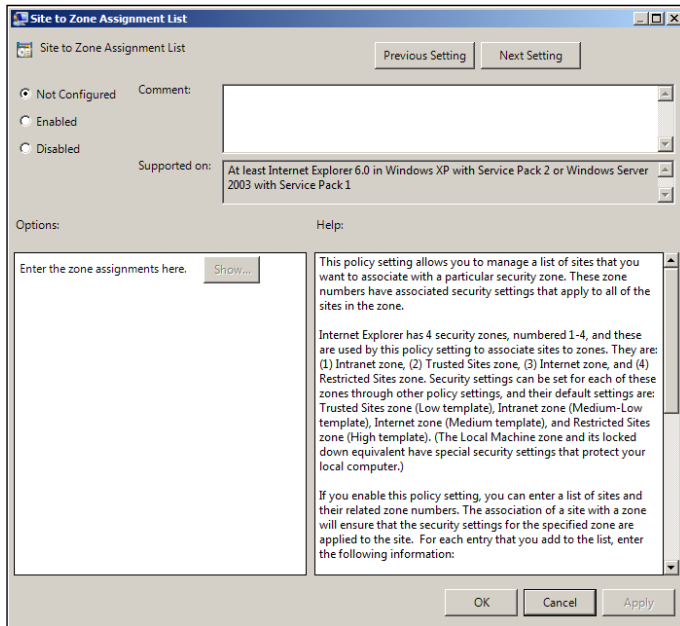 Site to Zone Assignment List
Site to Zone Assignment List
Previous Setting
Next Setting
Not Configured
Comment:
Enabled
Disabled
Supported on:
At least Internet Explorer 6.0 in Windows XP with Service Pack 2 or Windows Server
2003 with Service Pack 1
Options:
Help:
Enter the zone assignments here.
Show...
This policy setting allows you to manage a list of sites that you
want to associate with a particular security zone. These zone
numbers have associated security settings that apply to all of the
sites in the zone.
Internet Explorer has 4 security zones, numbered 1-4, and these
are used by this policy setting to associate sites to zones. They are:
(1) Intranet zone, (2) Trusted Sites zone, (3) Internet zone, and (4)
Restricted Sites zone. Security settings can be set for each of these
zones through other policy settings, and their default settings are:
Trusted Sites zone (Low template), Intranet zone (Medium-Low
template), Internet zone (Medium template), and Restricted Sites
zone (High template). (The Local Machine zone and its locked
down equivalent have special security settings that protect your
local computer.)
If you enable this policy setting, you can enter a list of sites and
their related zone numbers. The association of a site with a zone
will ensure that the security settings for the specified zone are
applied to the site.  For each entry that you add to the list, enter
the following information:
OK
Cancel
Apply